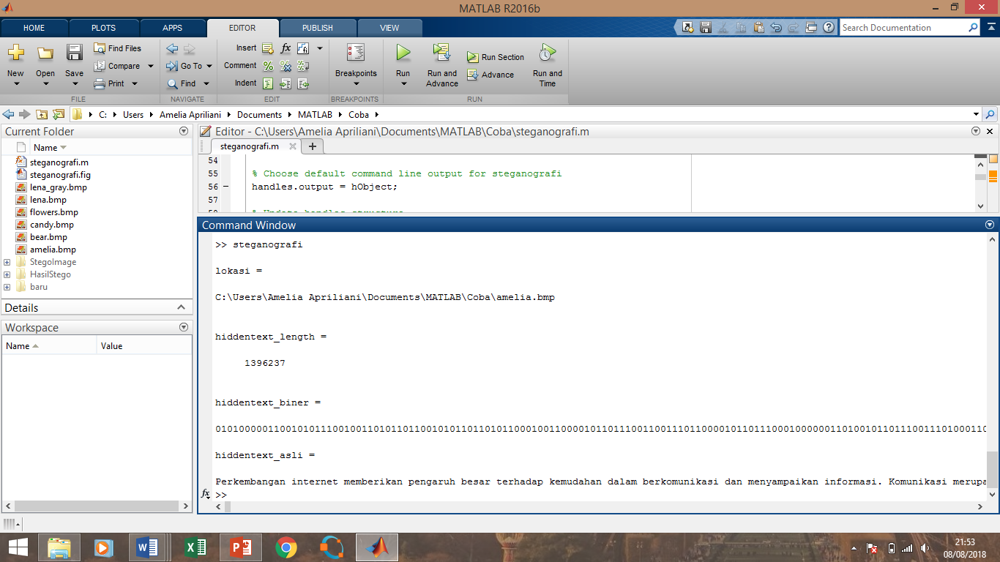 MATLAB R2016b
HOME PLOTS APPS EDITOR PUBLISH VIEW
Search Documentation
New Open Save Find Files Compare Print
Go To Find
Insert Comment Indent
Breakpoints
Run Run and Advance Run Section Advance Run and Time
FILE NAVIGATE EDIT BREAKPOINTS RUN
C: Users Amelia Apriliani Documents MATLAB Coba
Current Folder
Name
steganografi.m
steganografi.fig
lena_gray.bmp
lena.bmp
flowers.bmp
candy.bmp
bear.bmp
amelia.bmp
StegoImage
HasilStego
baru
Details
Workspace
Name Value
Editor - C:\Users\Amelia Apriliani\Documents\MATLAB\Coba\steganografi.m
steganografi.m
54
55 % Choose default command line output for steganografi
56 handles.output = hObject;
57
58 % Update handles structure
Command Window
>> steganografi
lokasi =
C:\Users\Amelia Apriliani\Documents\MATLAB\Coba\amelia.bmp
hiddentext_length =
1396237
hiddentext_biner =
010100000110010101110010011010110110010101101101011000100110000101101110011001110110000101101110001000000110100101101110011101000110
hiddentext_asli =
Perkembangan internet memberikan pengaruh besar terhadap kemudahan dalam berkomunikasi dan menyampaikan informasi. Komunikasi merupa
>>
21:53
08/08/2018